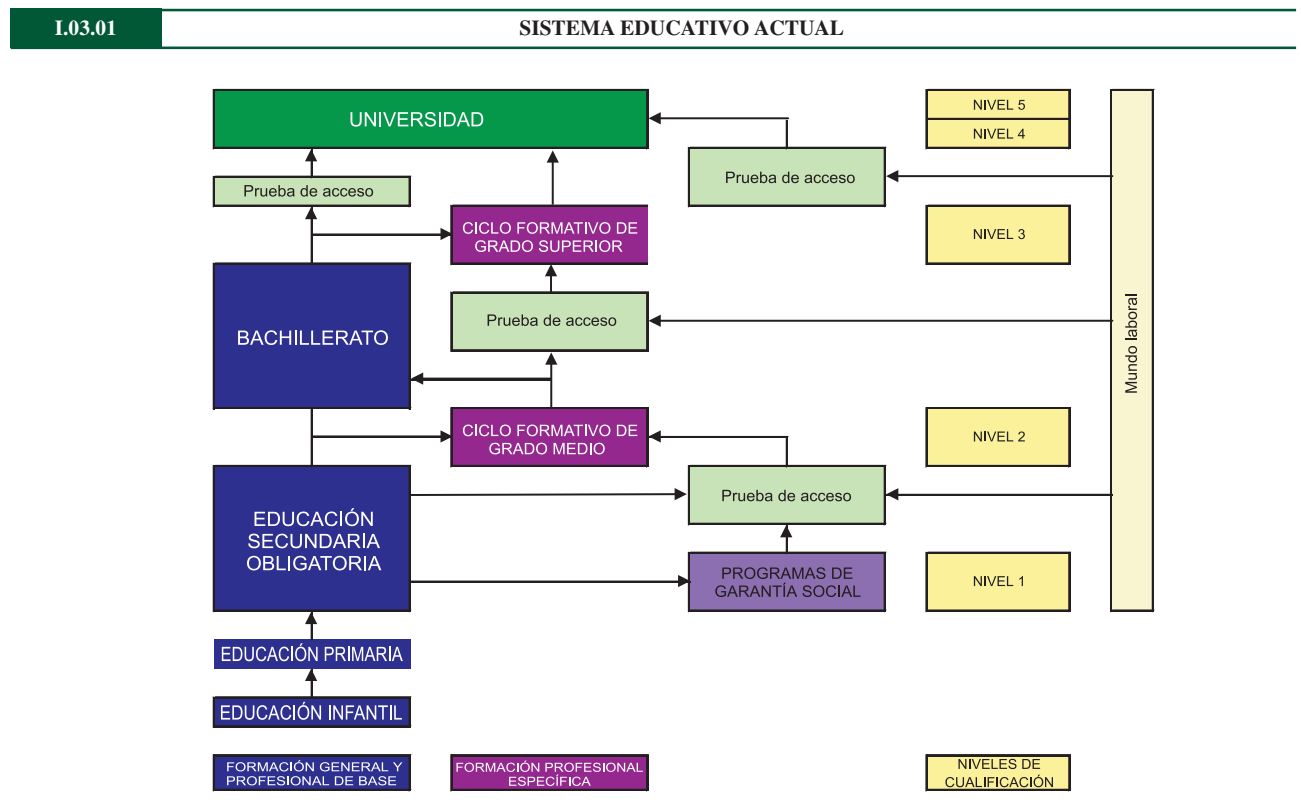 I.03.01
SISTEMA EDUCATIVO ACTUAL
UNIVERSIDAD
NIVEL 5
NIVEL 4
Prueba de acceso
Prueba de acceso
CICLO FORMATIVO DE
GRADO SUPERIOR
NIVEL 3
BACHILLERATO
Prueba de acceso
Mundo laboral
CICLO FORMATIVO DE
GRADO MEDIO
NIVEL 2
EDUCACIÓN
SECUNDARIA
OBLIGATORIA
Prueba de acceso
PROGRAMAS DE
GARANTÍA SOCIAL
NIVEL 1
EDUCACIÓN PRIMARIA
EDUCACIÓN INFANTIL
FORMACIÓN GENERAL Y
PROFESIONAL DE BASE
FORMACIÓN PROFESIONAL
ESPECÍFICA
NIVELES DE
CUALIFICACIÓN